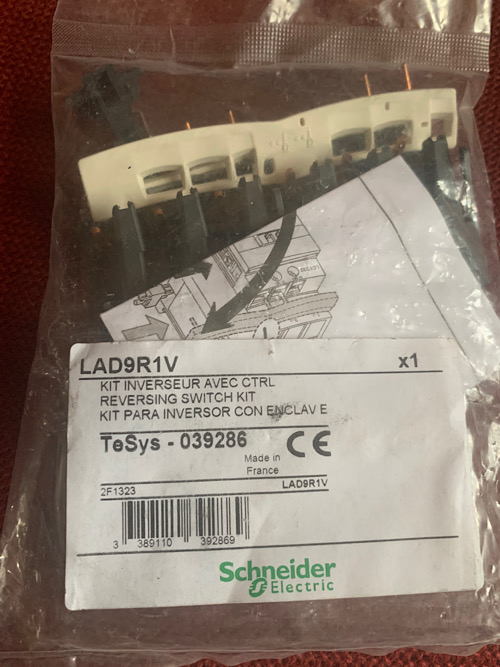 LAD9R1V x1
KIT INVERSEUR AVEC CTRL
REVERSING SWITCH KIT
KIT PARA INVERSOR CON ENCLAV E
TeSys - 039286 CE
Made in
France
2F1323 LAD9R1V
3 389110 392869
Schneider
Electric